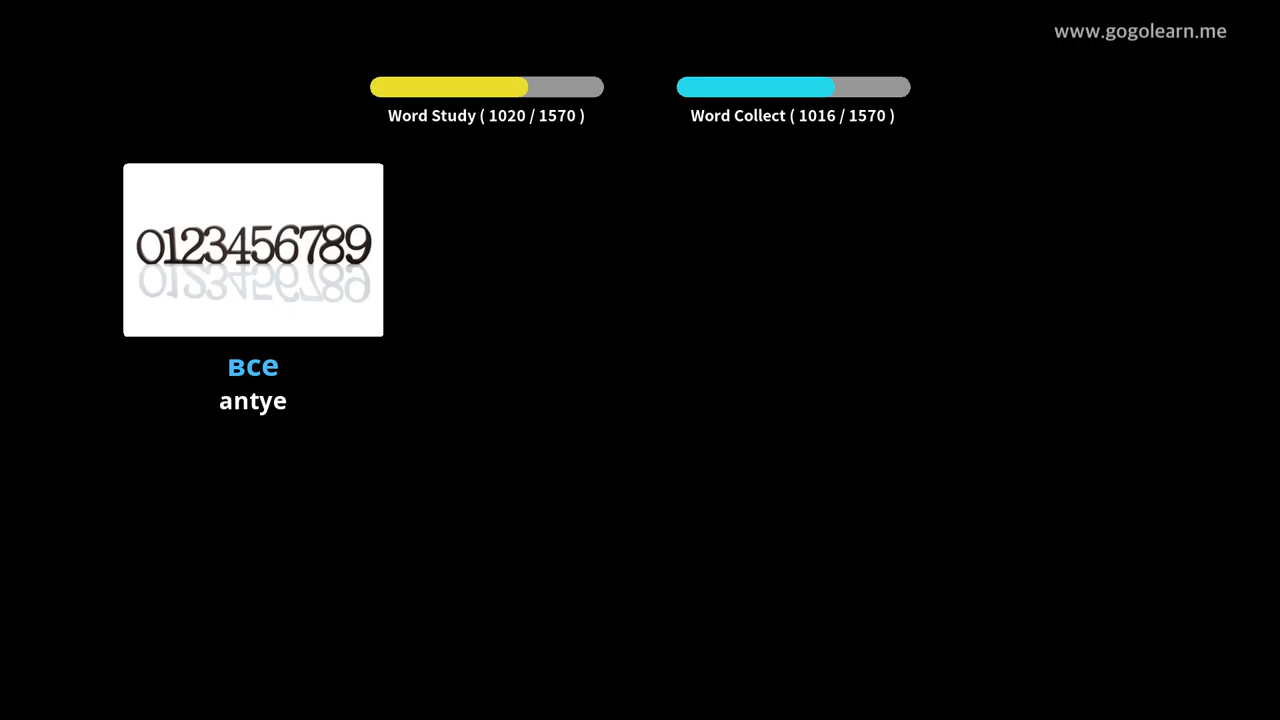 www.gogolearn.me
Word Study ( 1020 / 1570 )
Word Collect ( 1016 / 1570 )
0123456789
все
antye